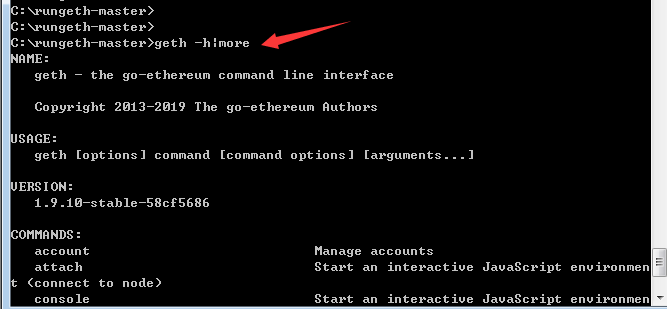 C:\rungeth-master>
C:\rungeth-master>
C:\rungeth-master>geth -h|more
NAME:
geth - the go-ethereum command line interface
Copyright 2013-2019 The go-ethereum Authors
USAGE:
geth [options] command [command options] [arguments...]
VERSION:
1.9.10-stable-58cf5686
COMMANDS:
account Manage accounts
attach Start an interactive JavaScript environmen
t (connect to node)
console Start an interactive JavaScript environmen